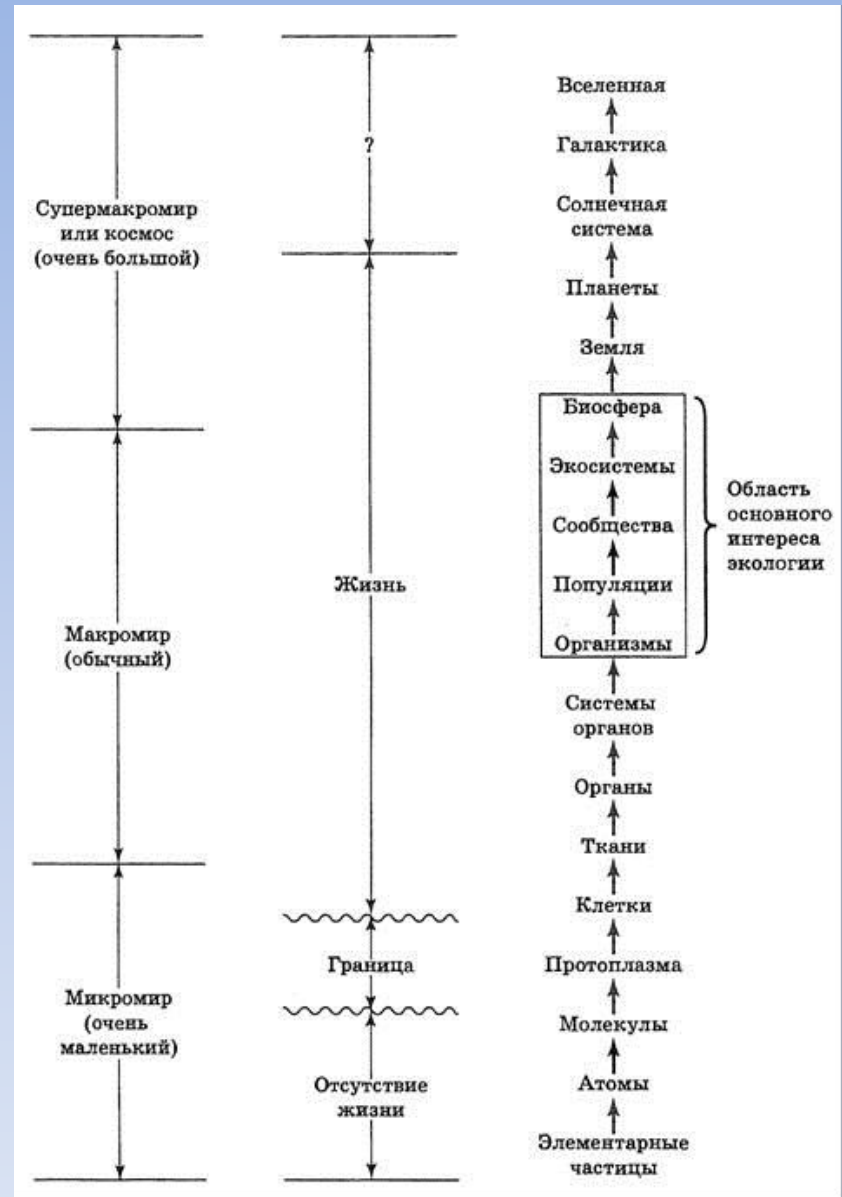 Супермакромир
или космос
(очень большой)
Макромир
(обычный)
Микромир
(очень
маленький)
?
Жизнь
Граница
Отсутствие
жизни
Вселенная
Галактика
Солнечная
система
Планеты
Земля
Биосфера
Экосистемы
Сообщества
Популяции
Организмы
Системы
органов
Органы
Ткани
Клетки
Протоплазма
Молекулы
Атомы
Элементарные
частицы
Область
основного
интереса
экологии